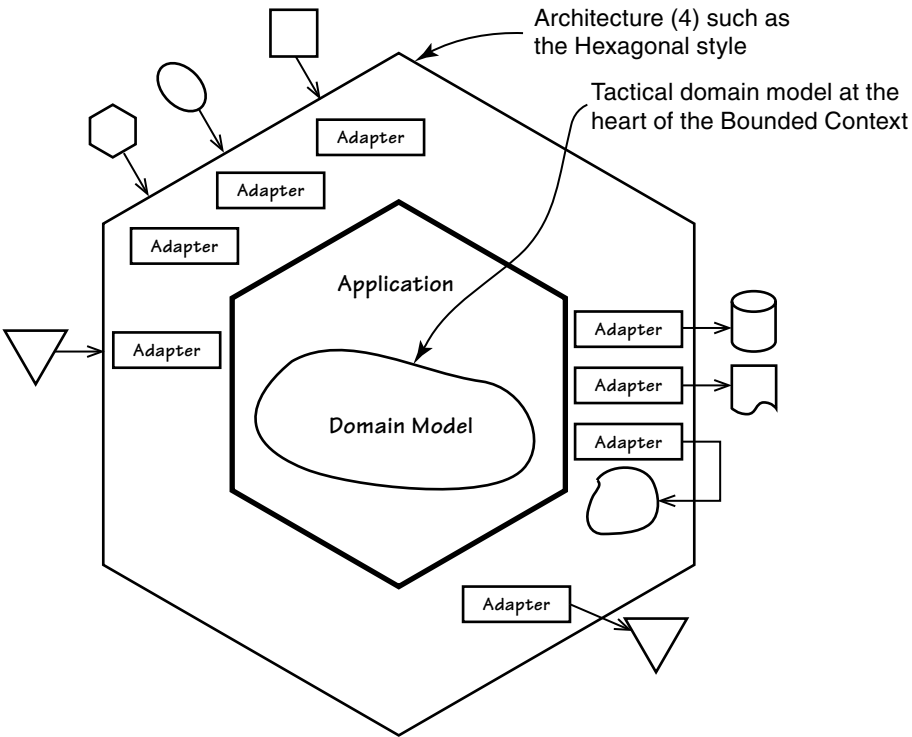 Architecture (4) such as
the Hexagonal style
Tactical domain model at the
heart of the Bounded Context
Adapter
Adapter
Adapter
Application
Adapter
Adapter
Adapter
Domain Model
Adapter
Adapter